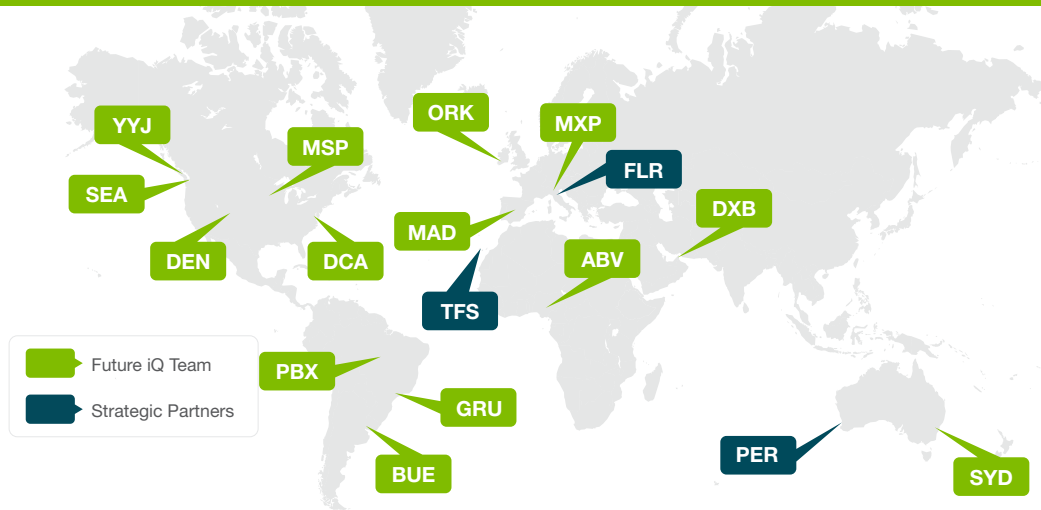 ORK
YYJ
MXP
MSP
FLR
SEA
DXB
MAD
DEN
DCA
ABV
TFS
Future iQ Team
PBX
Strategic Partners
GRU
PER
BUE
SYD